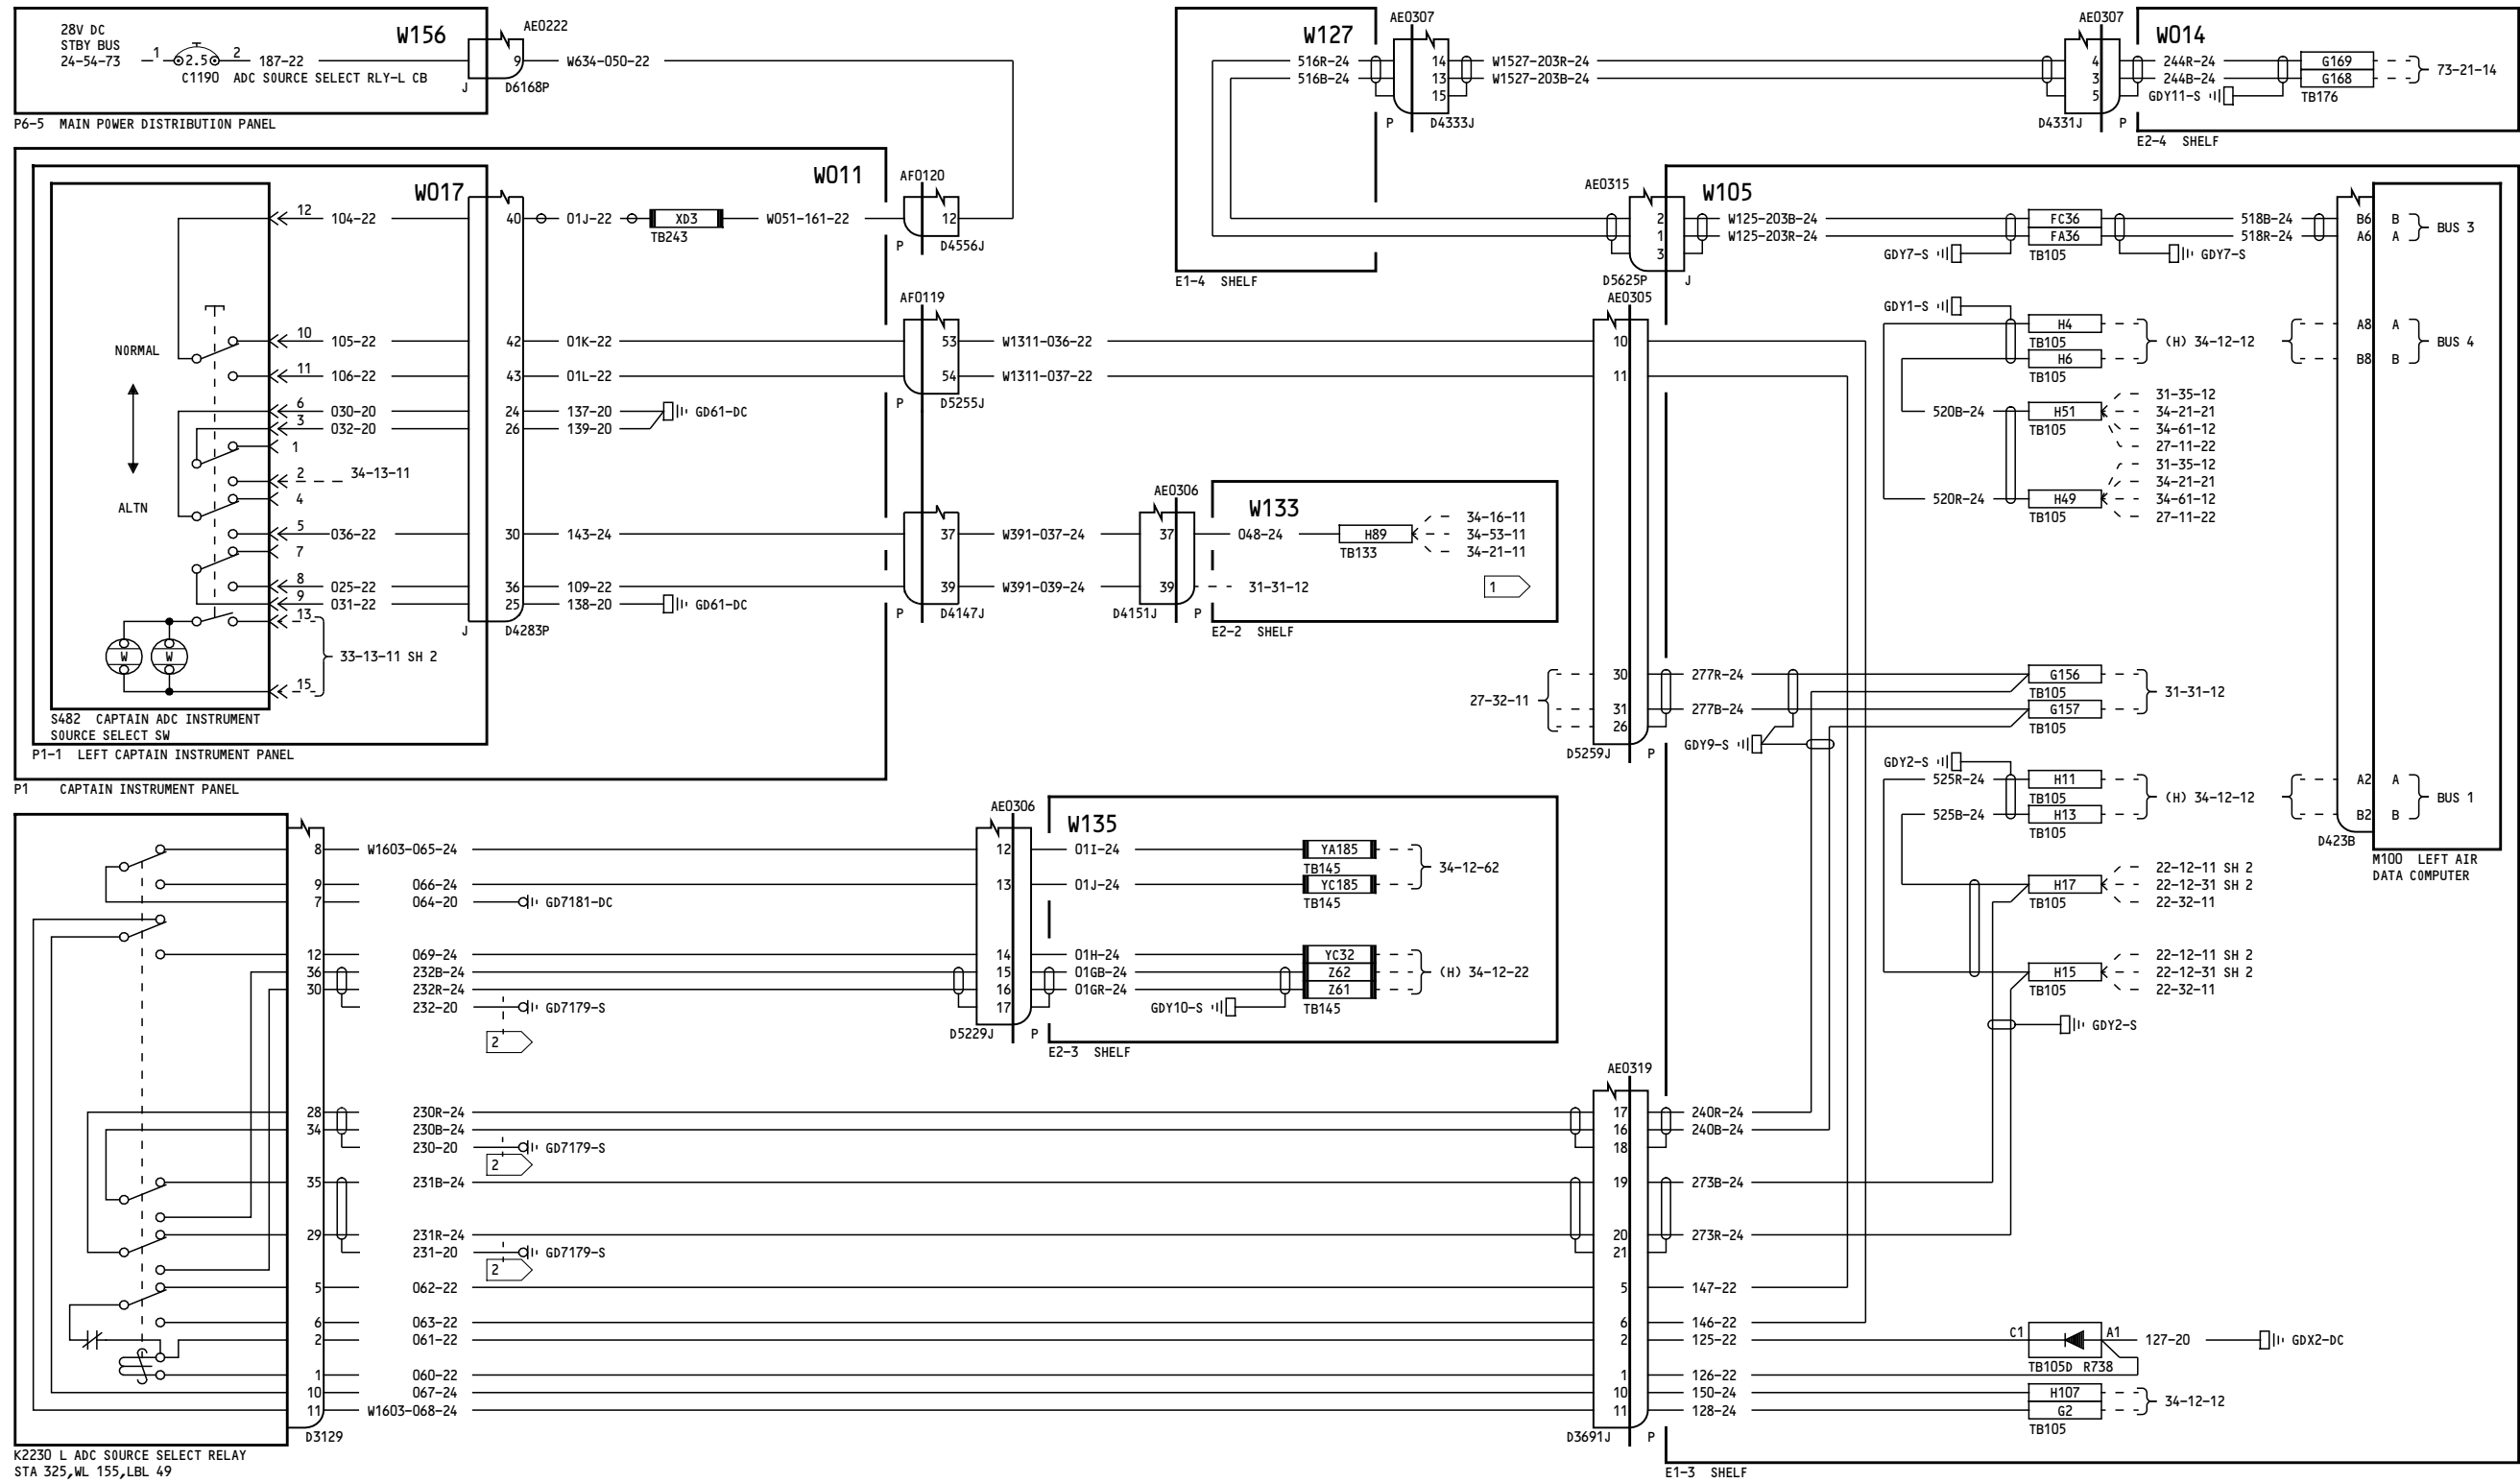 28V DC
STBY BUS
24-54-73
1
2.5
2
187-22
C1190 ADC SOURCE SELECT RLY-L CB
W156
AE0222
9
J
D6168P
W634-050-22
P6-5 MAIN POWER DISTRIBUTION PANEL
W127
516R-24
516B-24
AE0307
14
13
15
P
D4333J
W1527-203R-24
W1527-203B-24
AE0307
4
3
5
D4331J
P
W014
244R-24
244B-24
GDY11-S
G169
G168
TB176
73-21-14
E2-4 SHELF
E1-4 SHELF
W017
W011
12
104-22
40
01J-22
XD3
TB243
W051-161-22
AF0120
12
P
D4556J
NORMAL
ALTN
10
105-22
42
01K-22
11
106-22
43
01L-22
AF0119
53
54
P
D5255J
W1311-036-22
W1311-037-22
6
030-20
24
137-20
3
032-20
26
139-20
GD61-DC
1
2
34-13-11
4
5
036-22
30
143-24
7
8
025-22
36
109-22
9
031-22
25
138-20
GD61-DC
13
15
33-13-11 SH 2
W
W
J
D4283P
37
39
P
D4147J
W391-037-24
W391-039-24
AE0306
37
39
D4151J
P
W133
048-24
H89
TB133
34-16-11
34-53-11
34-21-11
31-31-12
1
E2-2 SHELF
S482 CAPTAIN ADC INSTRUMENT
SOURCE SELECT SW
P1-1 LEFT CAPTAIN INSTRUMENT PANEL
P1 CAPTAIN INSTRUMENT PANEL
AE0315
2
1
3
D5625P
J
W105
W125-203B-24
W125-203R-24
GDY7-S
FC36
FA36
TB105
GDY7-S
518B-24
518R-24
B6
A6
B
A
BUS 3
AE0305
10
11
30
31
26
D5259J
P
27-32-11
GDY1-S
H4
TB105
H6
TB105
(H) 34-12-12
A8
B8
A
B
BUS 4
520B-24
H51
TB105
31-35-12
34-21-21
34-61-12
27-11-22
520R-24
H49
TB105
31-35-12
34-21-21
34-61-12
27-11-22
277R-24
277B-24
G156
TB105
G157
TB105
31-31-12
GDY9-S
GDY2-S
525R-24
525B-24
H11
TB105
H13
TB105
(H) 34-12-12
A2
B2
A
B
BUS 1
D423B
M100 LEFT AIR
DATA COMPUTER
H17
TB105
22-12-11 SH 2
22-12-31 SH 2
22-32-11
H15
TB105
22-12-11 SH 2
22-12-31 SH 2
22-32-11
GDY2-S
8
W1603-065-24
9
066-24
7
064-20
GD7181-DC
12
069-24
36
232B-24
30
232R-24
232-20
GD7179-S
2
AE0306
12
13
14
15
16
17
D5229J
P
W135
01I-24
01J-24
01H-24
01GB-24
01GR-24
GDY10-S
YA185
TB145
YC185
TB145
34-12-62
YC32
Z62
Z61
TB145
(H) 34-12-22
E2-3 SHELF
28
230R-24
34
230B-24
230-20
GD7179-S
2
35
231B-24
29
231R-24
231-20
GD7179-S
2
5
062-22
6
063-22
2
061-22
1
060-22
10
067-24
11
W1603-068-24
D3129
AE0319
17
16
18
19
20
21
5
6
2
1
10
11
D3691J
P
240R-24
240B-24
273B-24
273R-24
147-22
146-22
125-22
126-22
150-24
128-24
C1
A1
TB105D R738
127-20
GDX2-DC
H107
G2
TB105
34-12-12
K2230 L ADC SOURCE SELECT RELAY
STA 325,WL 155,LBL 49
E1-3 SHELF